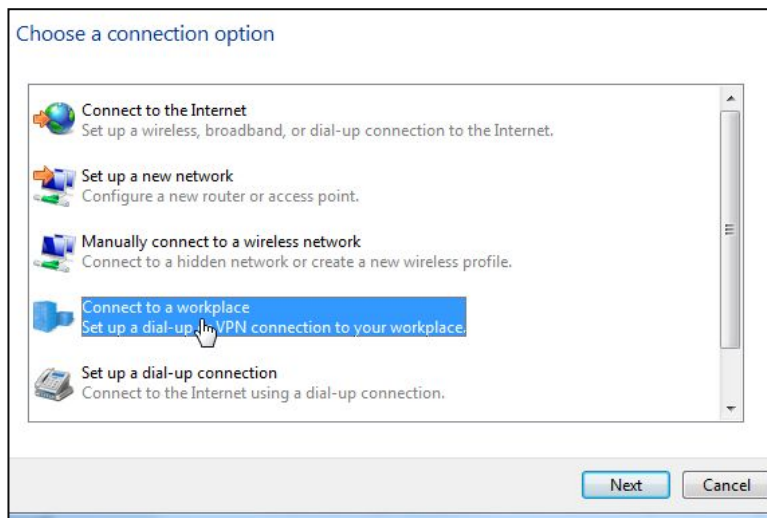 Choose a connection option
Connect to the Internet
Set up a wireless, broadband, or dial-up connection to the Internet.
Set up a new network
Configure a new router or access point.
Manually connect to a wireless network
Connect to a hidden network or create a new wireless profile.
Connect to a workplace
Set up a dial-up VPN connection to your workplace.
Set up a dial-up connection
Connect to the Internet using a dial-up connection.
Next
Cancel